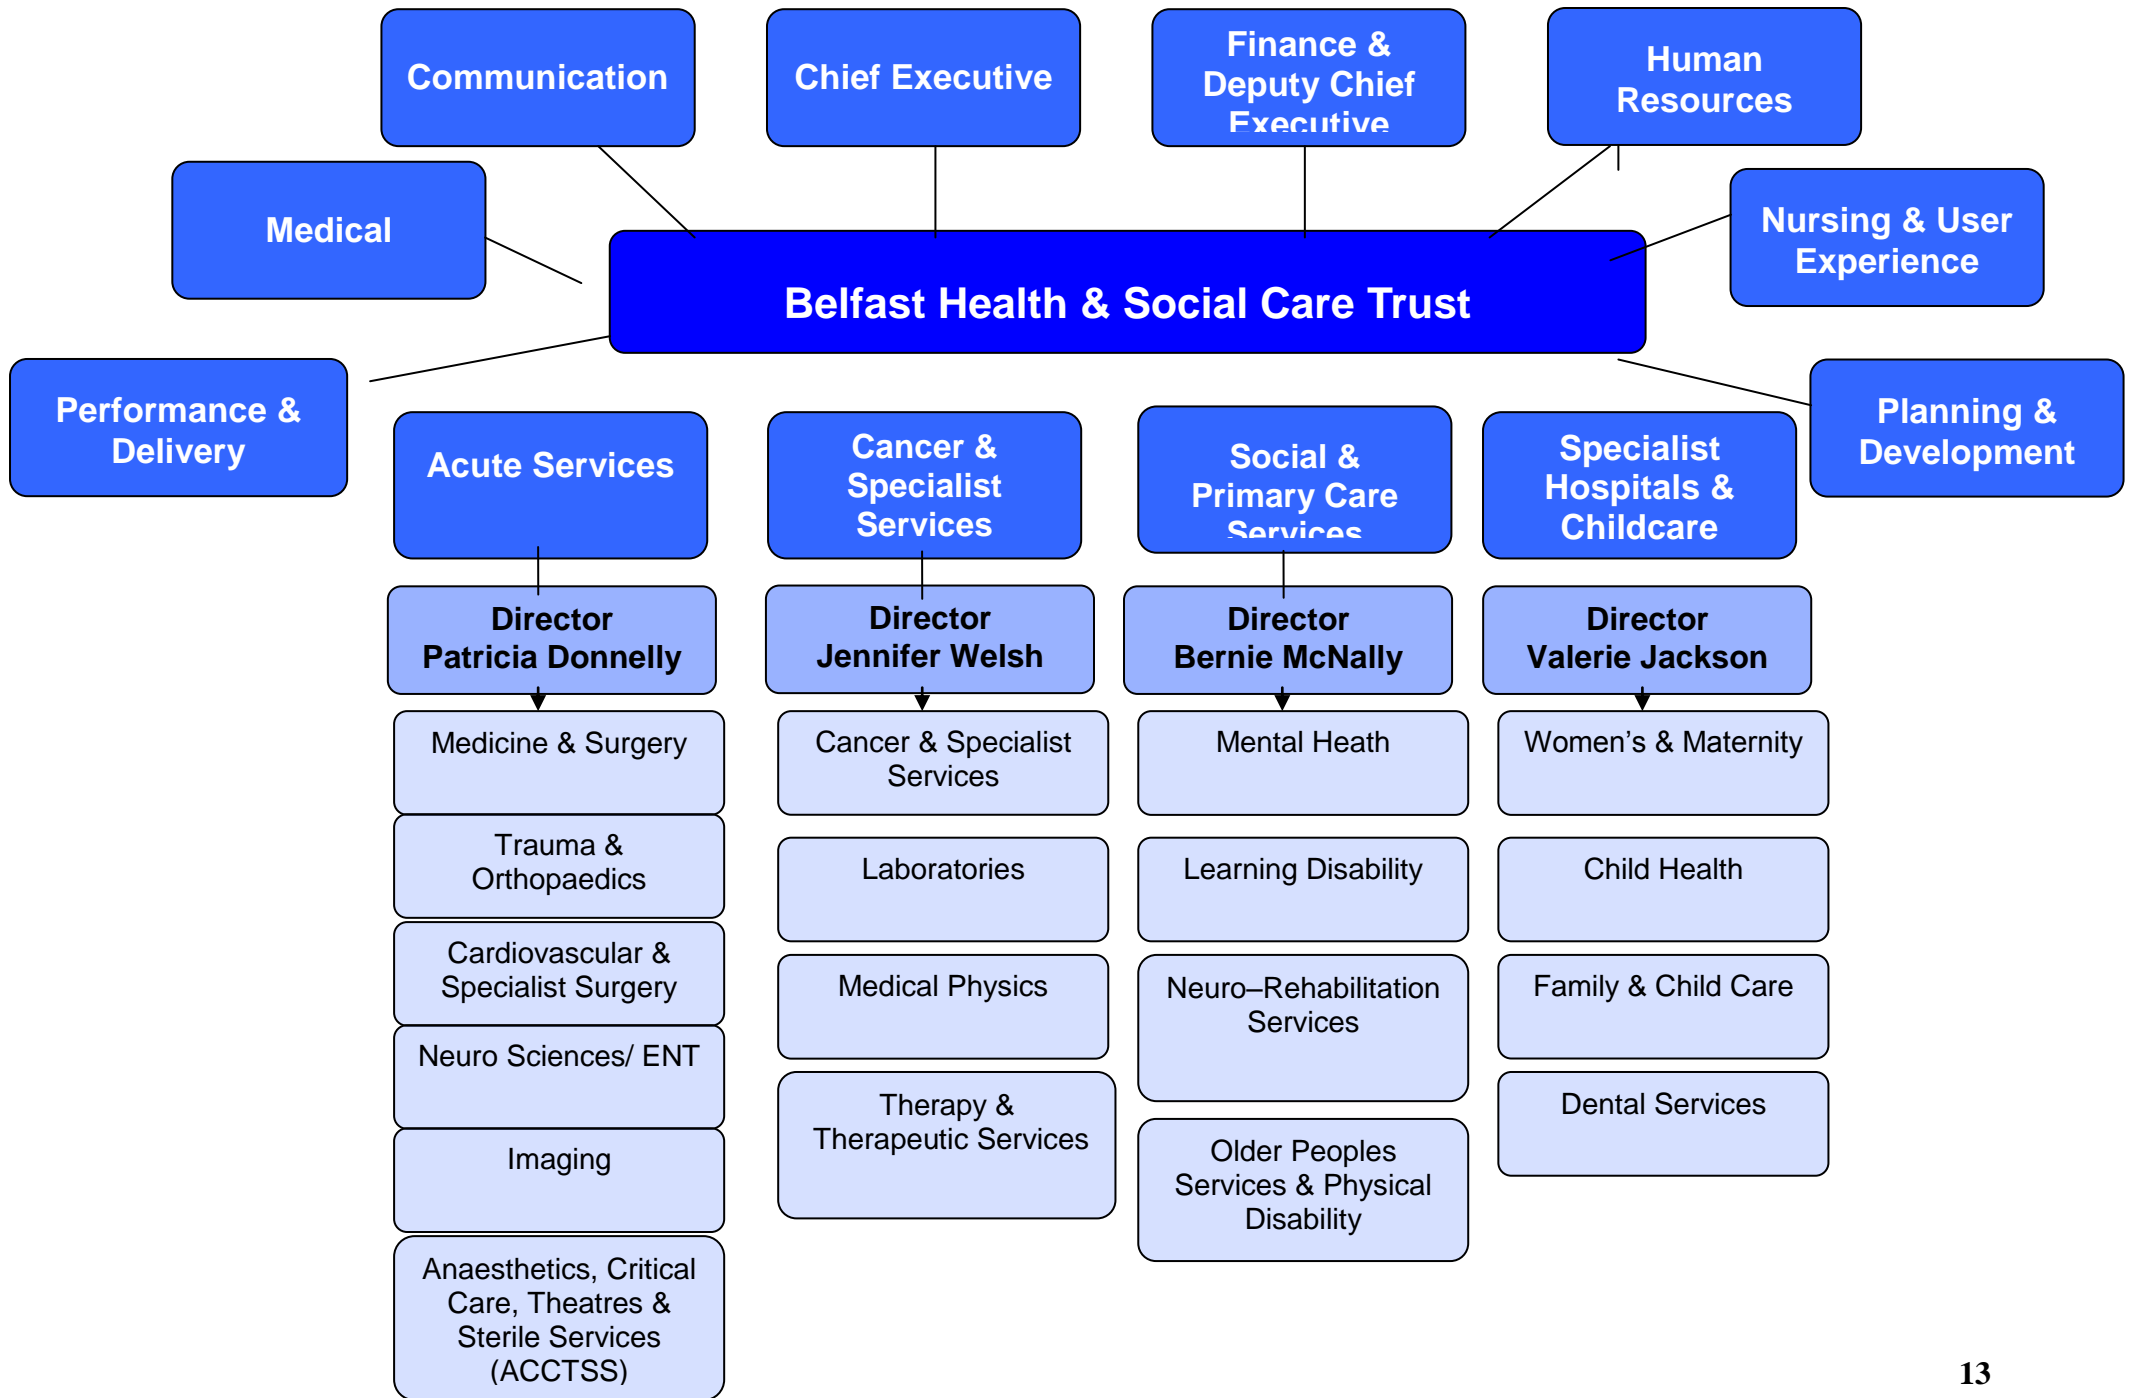 Communication
Chief Executive
Finance &
Deputy Chief
Executive
Human
Resources
Medical
Nursing & User
Experience
Belfast Health & Social Care Trust
Performance &
Delivery
Planning &
Development
Acute Services
Cancer &
Specialist
Services
Social &
Primary Care
Services
Specialist
Hospitals &
Childcare
Director
Patricia Donnelly
Director
Jennifer Welsh
Director
Bernie McNally
Director
Valerie Jackson
Medicine & Surgery
Trauma &
Orthopaedics
Cardiovascular &
Specialist Surgery
Neuro Sciences/ ENT
Imaging
Anaesthetics, Critical
Care, Theatres &
Sterile Services
(ACCTSS)
Cancer & Specialist
Services
Laboratories
Medical Physics
Therapy &
Therapeutic Services
Mental Heath
Learning Disability
Neuro–Rehabilitation
Services
Older Peoples
Services & Physical
Disability
Women’s & Maternity
Child Health
Family & Child Care
Dental Services
13